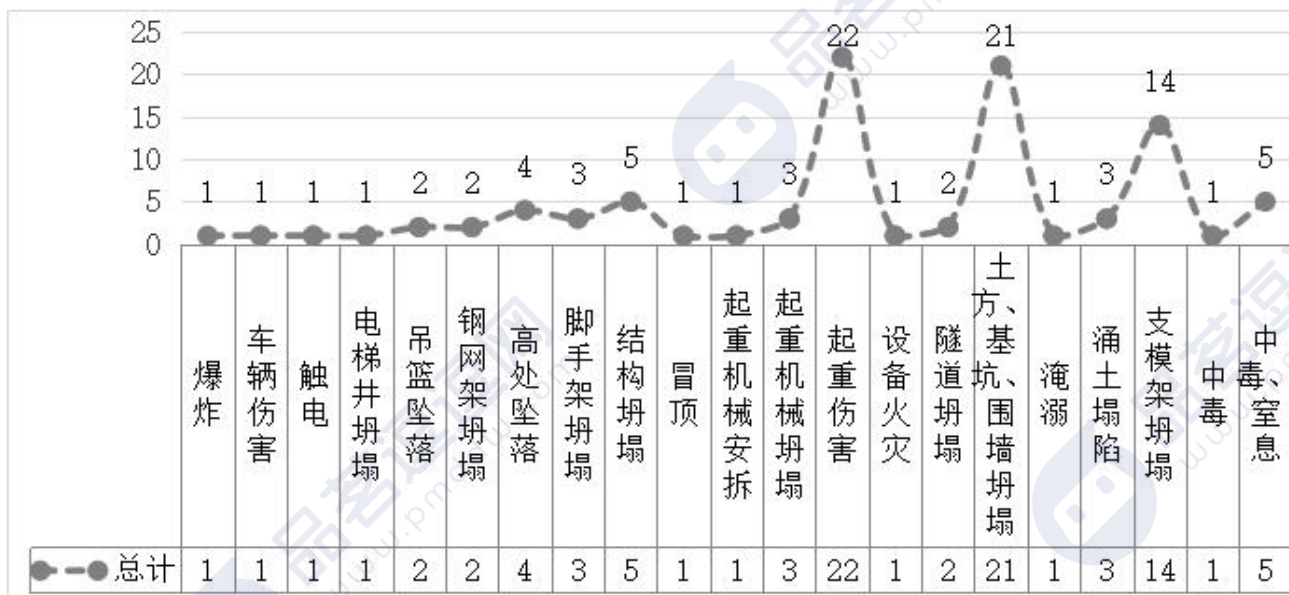 25
20
15
10
5
0
1 1 1 1 2 2 4 3 5 1 1 3 22 1 2 21 1 3 14 1 5
爆炸
车辆伤害
触电
电梯井坍塌
吊篮坠落
钢网架坍塌
高处坠落
脚手架坍塌
结构坍塌
冒顶
起重机械安拆
起重机械坍塌
起重伤害
设备火灾
隧道坍塌
土方、基坑、围墙坍塌
淹溺
涌土塌陷
支模架坍塌
中毒
中毒、窒息
总计 1 1 1 1 2 2 4 3 5 1 1 3 22 1 2 21 1 3 14 1 5
品茗逗逗网